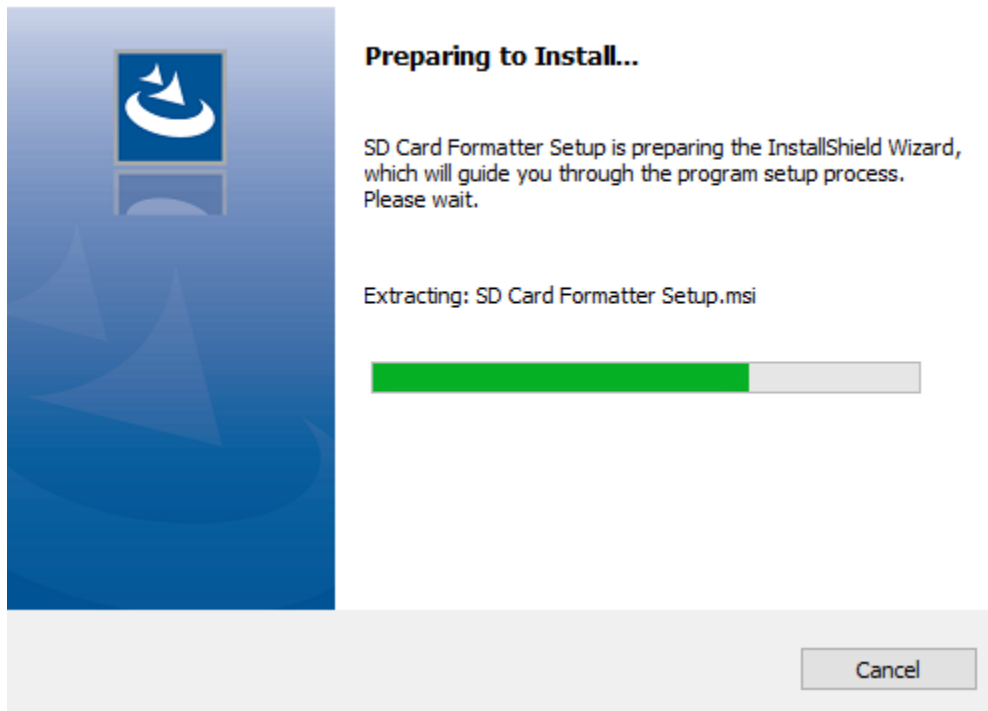 Preparing to Install...
SD Card Formatter Setup is preparing the InstallShield Wizard,
which will guide you through the program setup process.
Please wait.
Extracting: SD Card Formatter Setup.msi
Cancel